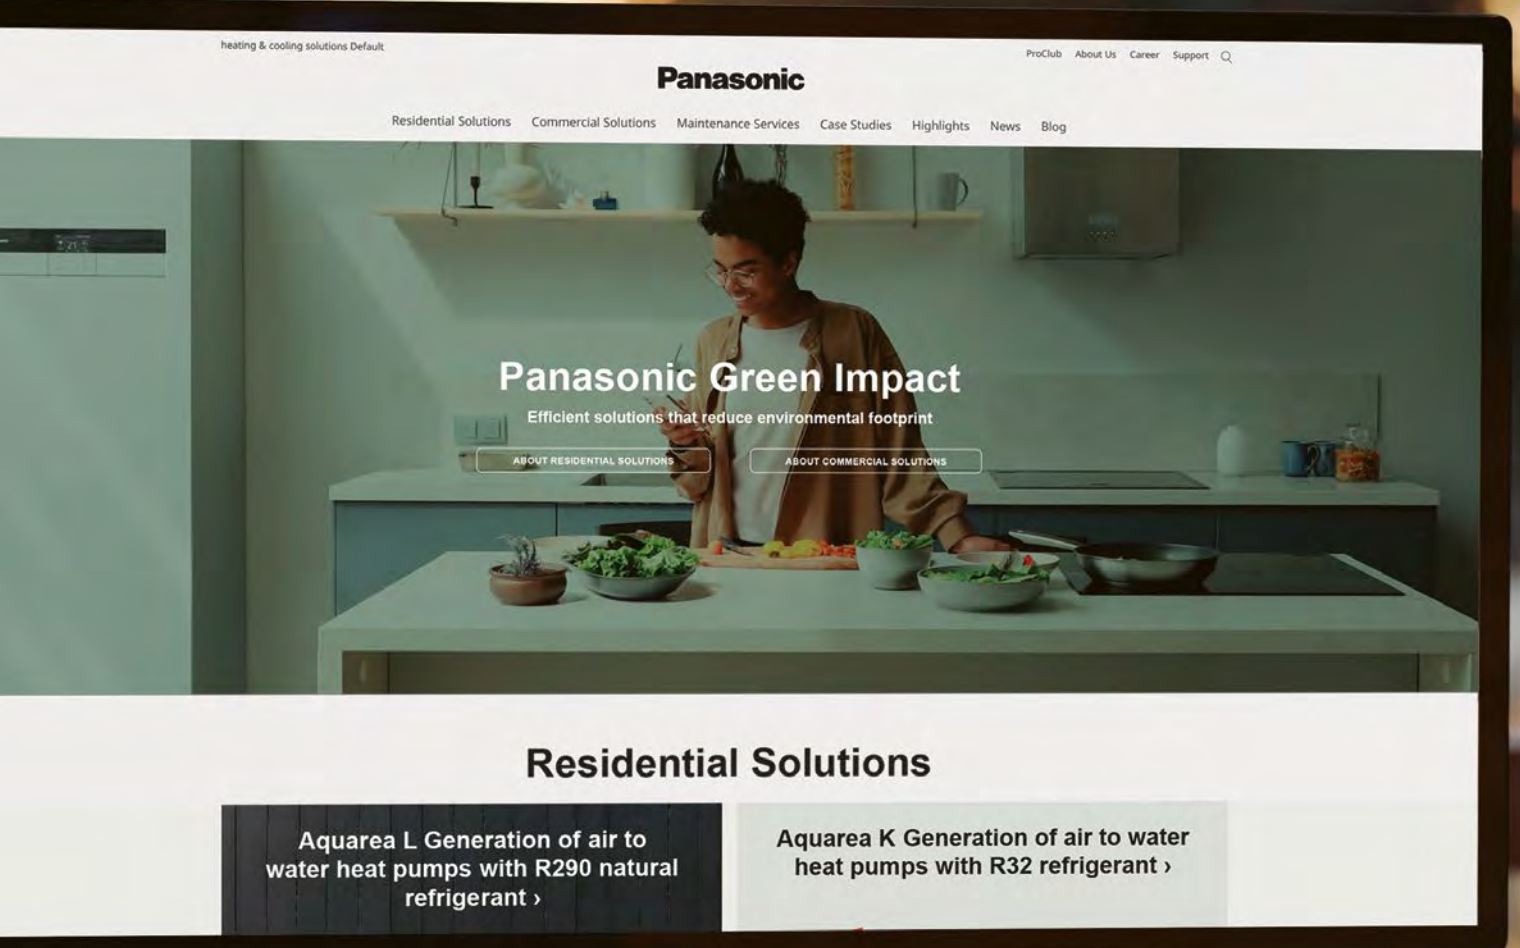 heating & cooling solutions Default
ProClub About Us Career Support
Panasonic
Residential Solutions Commercial Solutions Maintenance Services Case Studies Highlights News Blog
Panasonic Green Impact
Efficient solutions that reduce environmental footprint
ABOUT RESIDENTIAL SOLUTIONS ABOUT COMMERCIAL SOLUTIONS
Residential Solutions
Aquarea L Generation of air to
water heat pumps with R290 natural
refrigerant ›
Aquarea K Generation of air to water
heat pumps with R32 refrigerant ›